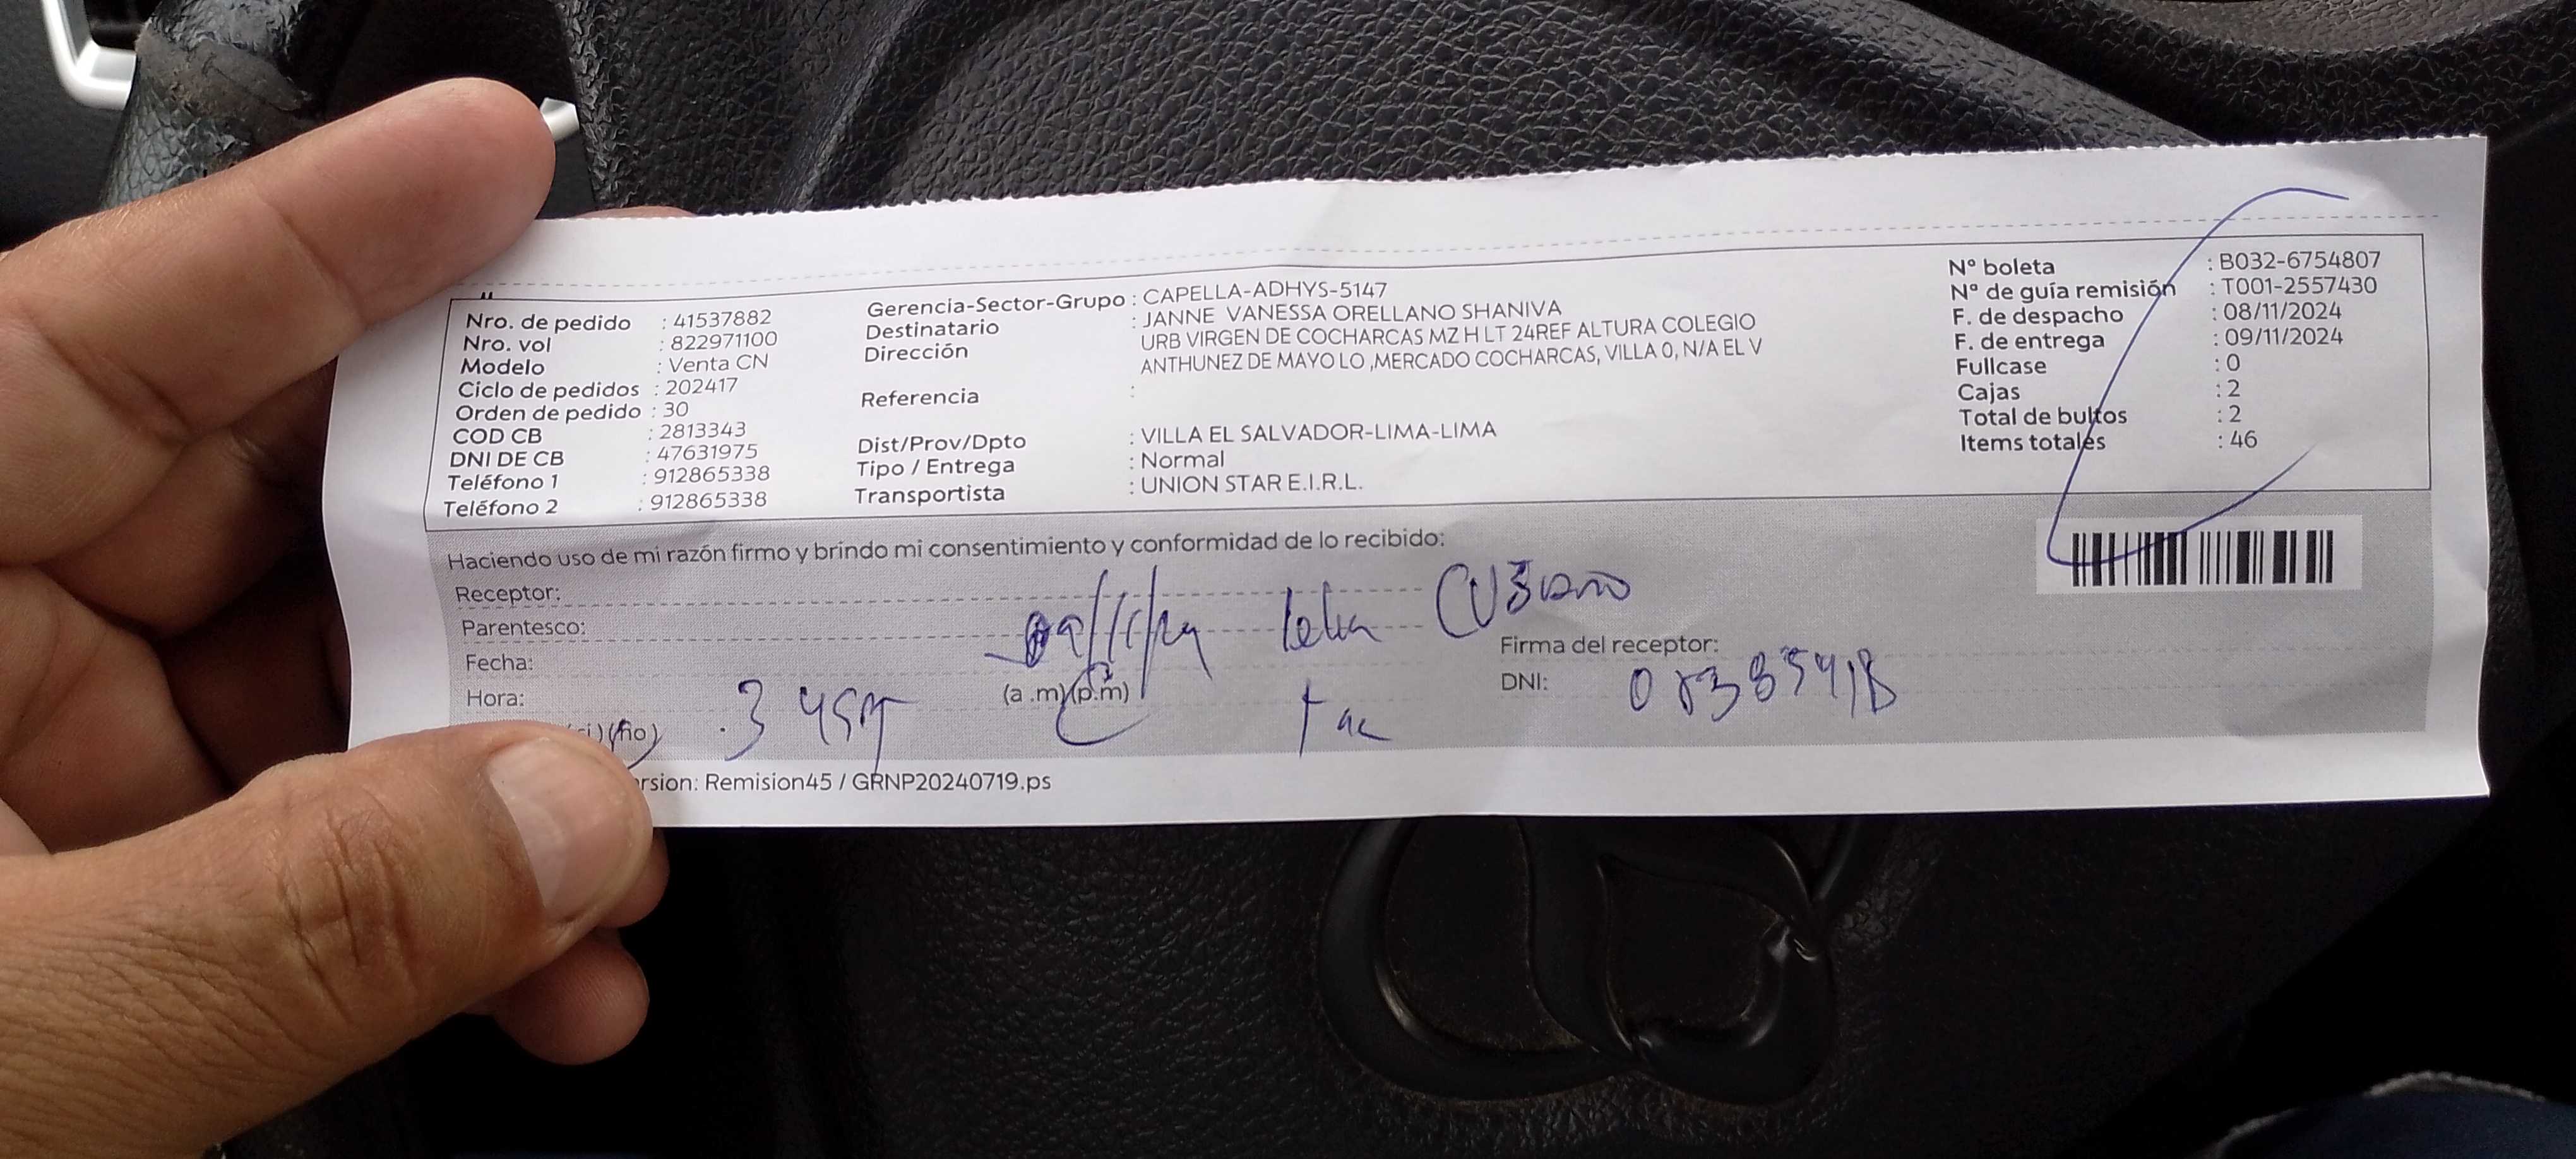 Nro. de pedido : 41537882
Nro. vol : 822971100
Modelo : Venta CN
Ciclo de pedidos : 202417
Orden de pedido : 30
COD CB : 2813343
DNI DE CB : 47631975
Teléfono 1 : 912865338
Teléfono 2 : 912865338
Gerencia-Sector-Grupo : CAPELLA-ADHYS-5147
Destinatario : JANNE VANESSA ORELLANO SHANIVA
Dirección URB VIRGEN DE COCHARCAS MZ H LT 24REF ALTURA COLEGIO
ANTHUNEZ DE MAYO LO ,MERCADO COCHARCAS, VILLA 0, N/A EL V
Referencia :
Dist/Prov/Dpto : VILLA EL SALVADOR-LIMA-LIMA
Tipo / Entrega : Normal
Transportista : UNION STAR E.I.R.L.
Nº boleta : B032-6754807
Nº de guía remisión : T001-2557430
F. de despacho : 08/11/2024
F. de entrega : 09/11/2024
Fullcase : 0
Cajas : 2
Total de bultos : 2
Items totales : 46
Haciendo uso de mi razón firmo y brindo mi consentimiento y conformidad de lo recibido:
Receptor:
Parentesco:
Fecha: 09/11/24
Hora: (a .m)(p.m)
Firma del receptor:
DNI:
(ño)
rsion: Remision45 / GRNP20240719.ps